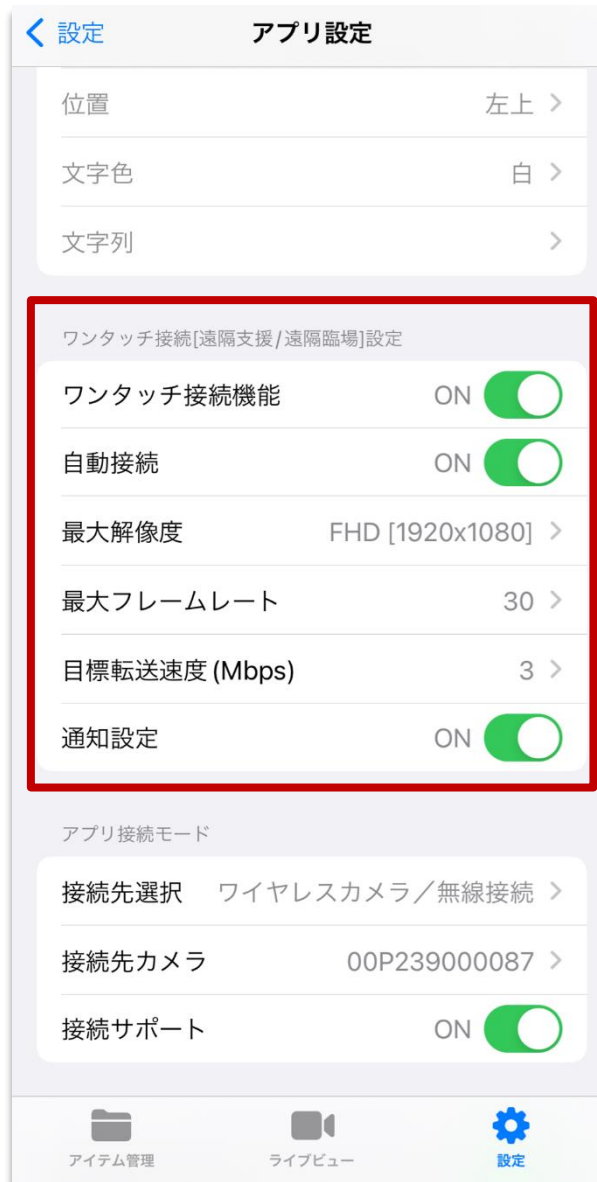 設定 アプリ設定
位置 左上
文字色 白
文字列
ワンタッチ接続[遠隔支援/遠隔臨場]設定
ワンタッチ接続機能 ON
自動接続 ON
最大解像度 FHD [1920x1080]
最大フレームレート 30
目標転送速度 (Mbps) 3
通知設定 ON
アプリ接続モード
接続先選択 ワイヤレスカメラ／無線接続
接続先カメラ 00P239000087
接続サポート ON
アイテム管理 ライブビュー 設定